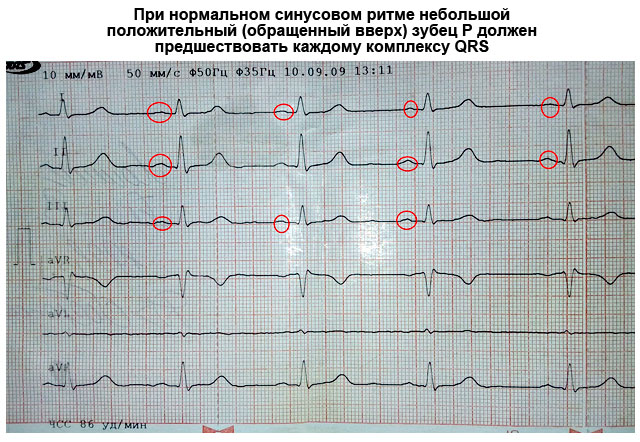 При нормальном синусовом ритме небольшой
положительный (обращенный вверх) зубец P должен
предшествовать каждому комплексу QRS
10 мм/мВ 50 мм/с Ф50Гц Ф35Гц 10.09.09 13:11
I
II
III
aVR
aVL
aVF
ЧСС 86 уд/мин